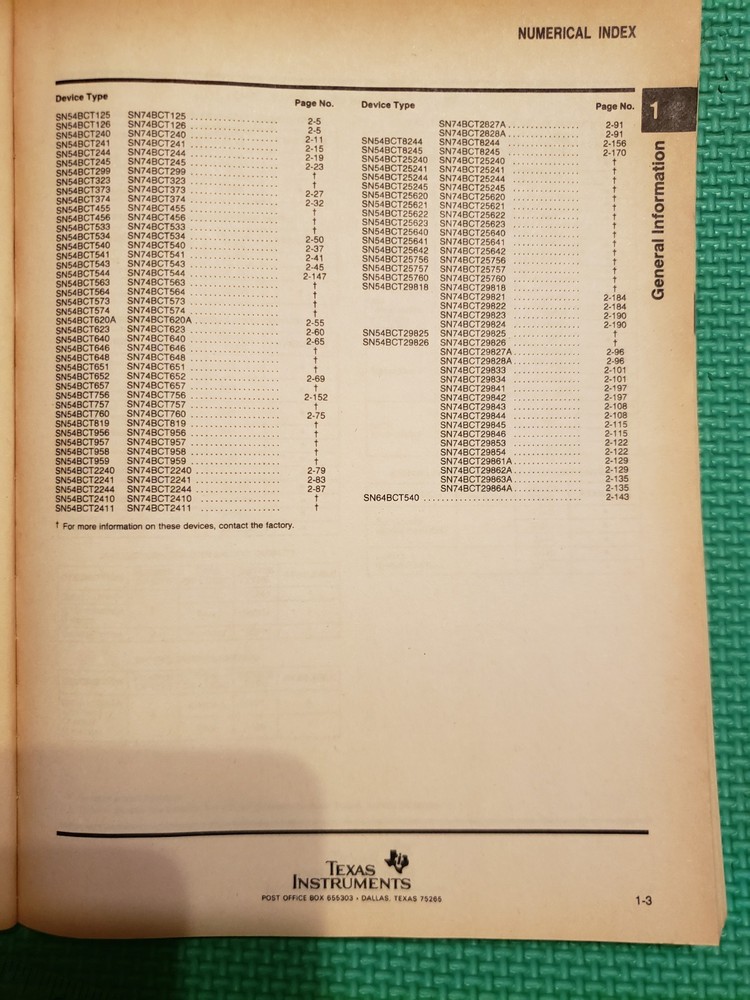 NUMERICAL INDEX
Device Type Page No.
SN54BCT125 SN74BCT125 .................... 2-5
SN54BCT126 SN74BCT126 .................... 2-5
SN54BCT240 SN74BCT240 .................... 2-11
SN54BCT241 SN74BCT241 .................... 2-15
SN54BCT244 SN74BCT244 .................... 2-19
SN54BCT245 SN74BCT245 .................... 2-23
SN54BCT299 SN74BCT299 .................... †
SN54BCT323 SN74BCT323 .................... †
SN54BCT373 SN74BCT373 .................... 2-27
SN54BCT374 SN74BCT374 .................... 2-32
SN54BCT455 SN74BCT455 .................... †
SN54BCT456 SN74BCT456 .................... †
SN54BCT533 SN74BCT533 .................... †
SN54BCT534 SN74BCT534 .................... 2-50
SN54BCT540 SN74BCT540 .................... 2-37
SN54BCT541 SN74BCT541 .................... 2-41
SN54BCT543 SN74BCT543 .................... 2-45
SN54BCT544 SN74BCT544 .................... 2-147
SN54BCT563 SN74BCT563 .................... †
SN54BCT564 SN74BCT564 .................... †
SN54BCT573 SN74BCT573 .................... †
SN54BCT574 SN74BCT574 .................... †
SN54BCT620A SN74BCT620A .................... 2-55
SN54BCT623 SN74BCT623 .................... 2-60
SN54BCT640 SN74BCT640 .................... 2-65
SN54BCT646 SN74BCT646 .................... †
SN54BCT648 SN74BCT648 .................... †
SN54BCT651 SN74BCT651 .................... †
SN54BCT652 SN74BCT652 .................... 2-69
SN54BCT657 SN74BCT657 .................... †
SN54BCT756 SN74BCT756 .................... 2-152
SN54BCT757 SN74BCT757 .................... †
SN54BCT760 SN74BCT760 .................... 2-75
SN54BCT819 SN74BCT819 .................... †
SN54BCT956 SN74BCT956 .................... †
SN54BCT957 SN74BCT957 .................... †
SN54BCT958 SN74BCT958 .................... †
SN54BCT959 SN74BCT959 .................... †
SN54BCT2240 SN74BCT2240 .................... 2-79
SN54BCT2241 SN74BCT2241 .................... 2-83
SN54BCT2244 SN74BCT2244 .................... 2-87
SN54BCT2410 SN74BCT2410 .................... †
SN54BCT2411 SN74BCT2411 .................... †
† For more information on these devices, contact the factory.
Device Type Page No.
SN74BCT2827A ............... 2-91
SN74BCT2828A ............... 2-91
SN54BCT8244 SN74BCT8244 ............... 2-156
SN54BCT8245 SN74BCT8245 ............... 2-170
SN54BCT25240 SN74BCT25240 ............... †
SN54BCT25241 SN74BCT25241 ............... †
SN54BCT25244 SN74BCT25244 ............... †
SN54BCT25245 SN74BCT25245 ............... †
SN54BCT25620 SN74BCT25620 ............... †
SN54BCT25621 SN74BCT25621 ............... †
SN54BCT25622 SN74BCT25622 ............... †
SN54BCT25623 SN74BCT25623 ............... †
SN54BCT25640 SN74BCT25640 ............... †
SN54BCT25641 SN74BCT25641 ............... †
SN54BCT25642 SN74BCT25642 ............... †
SN54BCT25756 SN74BCT25756 ............... †
SN54BCT25757 SN74BCT25757 ............... †
SN54BCT25760 SN74BCT25760 ............... †
SN54BCT29818 SN74BCT29818 ............... †
SN74BCT29821 ............... 2-184
SN74BCT29822 ............... 2-184
SN74BCT29823 ............... 2-190
SN74BCT29824 ............... 2-190
SN54BCT29825 SN74BCT29825 ............... †
SN54BCT29826 SN74BCT29826 ............... †
SN74BCT29827A ............... 2-96
SN74BCT29828A ............... 2-96
SN74BCT29833 ............... 2-101
SN74BCT29834 ............... 2-101
SN74BCT29841 ............... 2-197
SN74BCT29842 ............... 2-197
SN74BCT29843 ............... 2-108
SN74BCT29844 ............... 2-108
SN74BCT29845 ............... 2-115
SN74BCT29846 ............... 2-115
SN74BCT29853 ............... 2-122
SN74BCT29854 ............... 2-122
SN74BCT29861A ............... 2-129
SN74BCT29862A ............... 2-129
SN74BCT29863A ............... 2-135
SN74BCT29864A ............... 2-135
SN64BCT540 .................................. 2-143
1
General Information
TEXAS
INSTRUMENTS
POST OFFICE BOX 655303 • DALLAS, TEXAS 75265
1-3